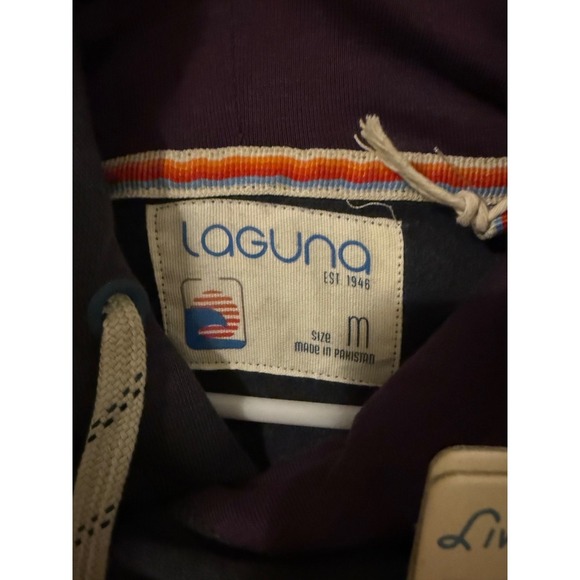 Laguna
EST. 1946
SIZE M
MADE IN PAKISTAN